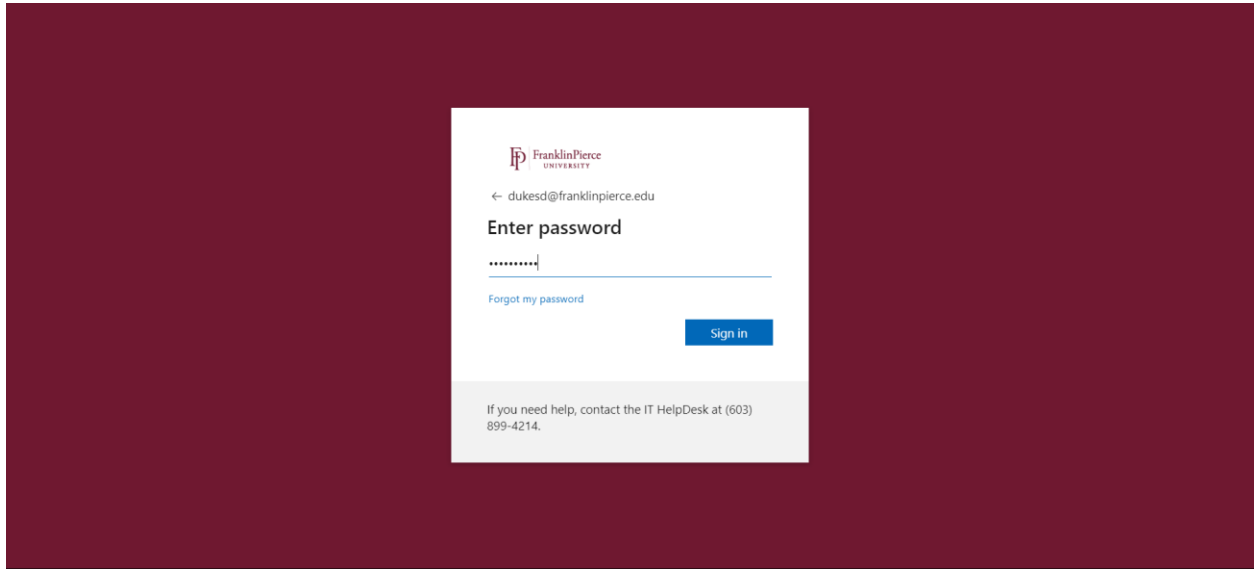 FP FranklinPierce
UNIVERSITY
← dukesd@franklinpierce.edu
Enter password
••••••••••
Forgot my password
Sign in
If you need help, contact the IT HelpDesk at (603)
899-4214.